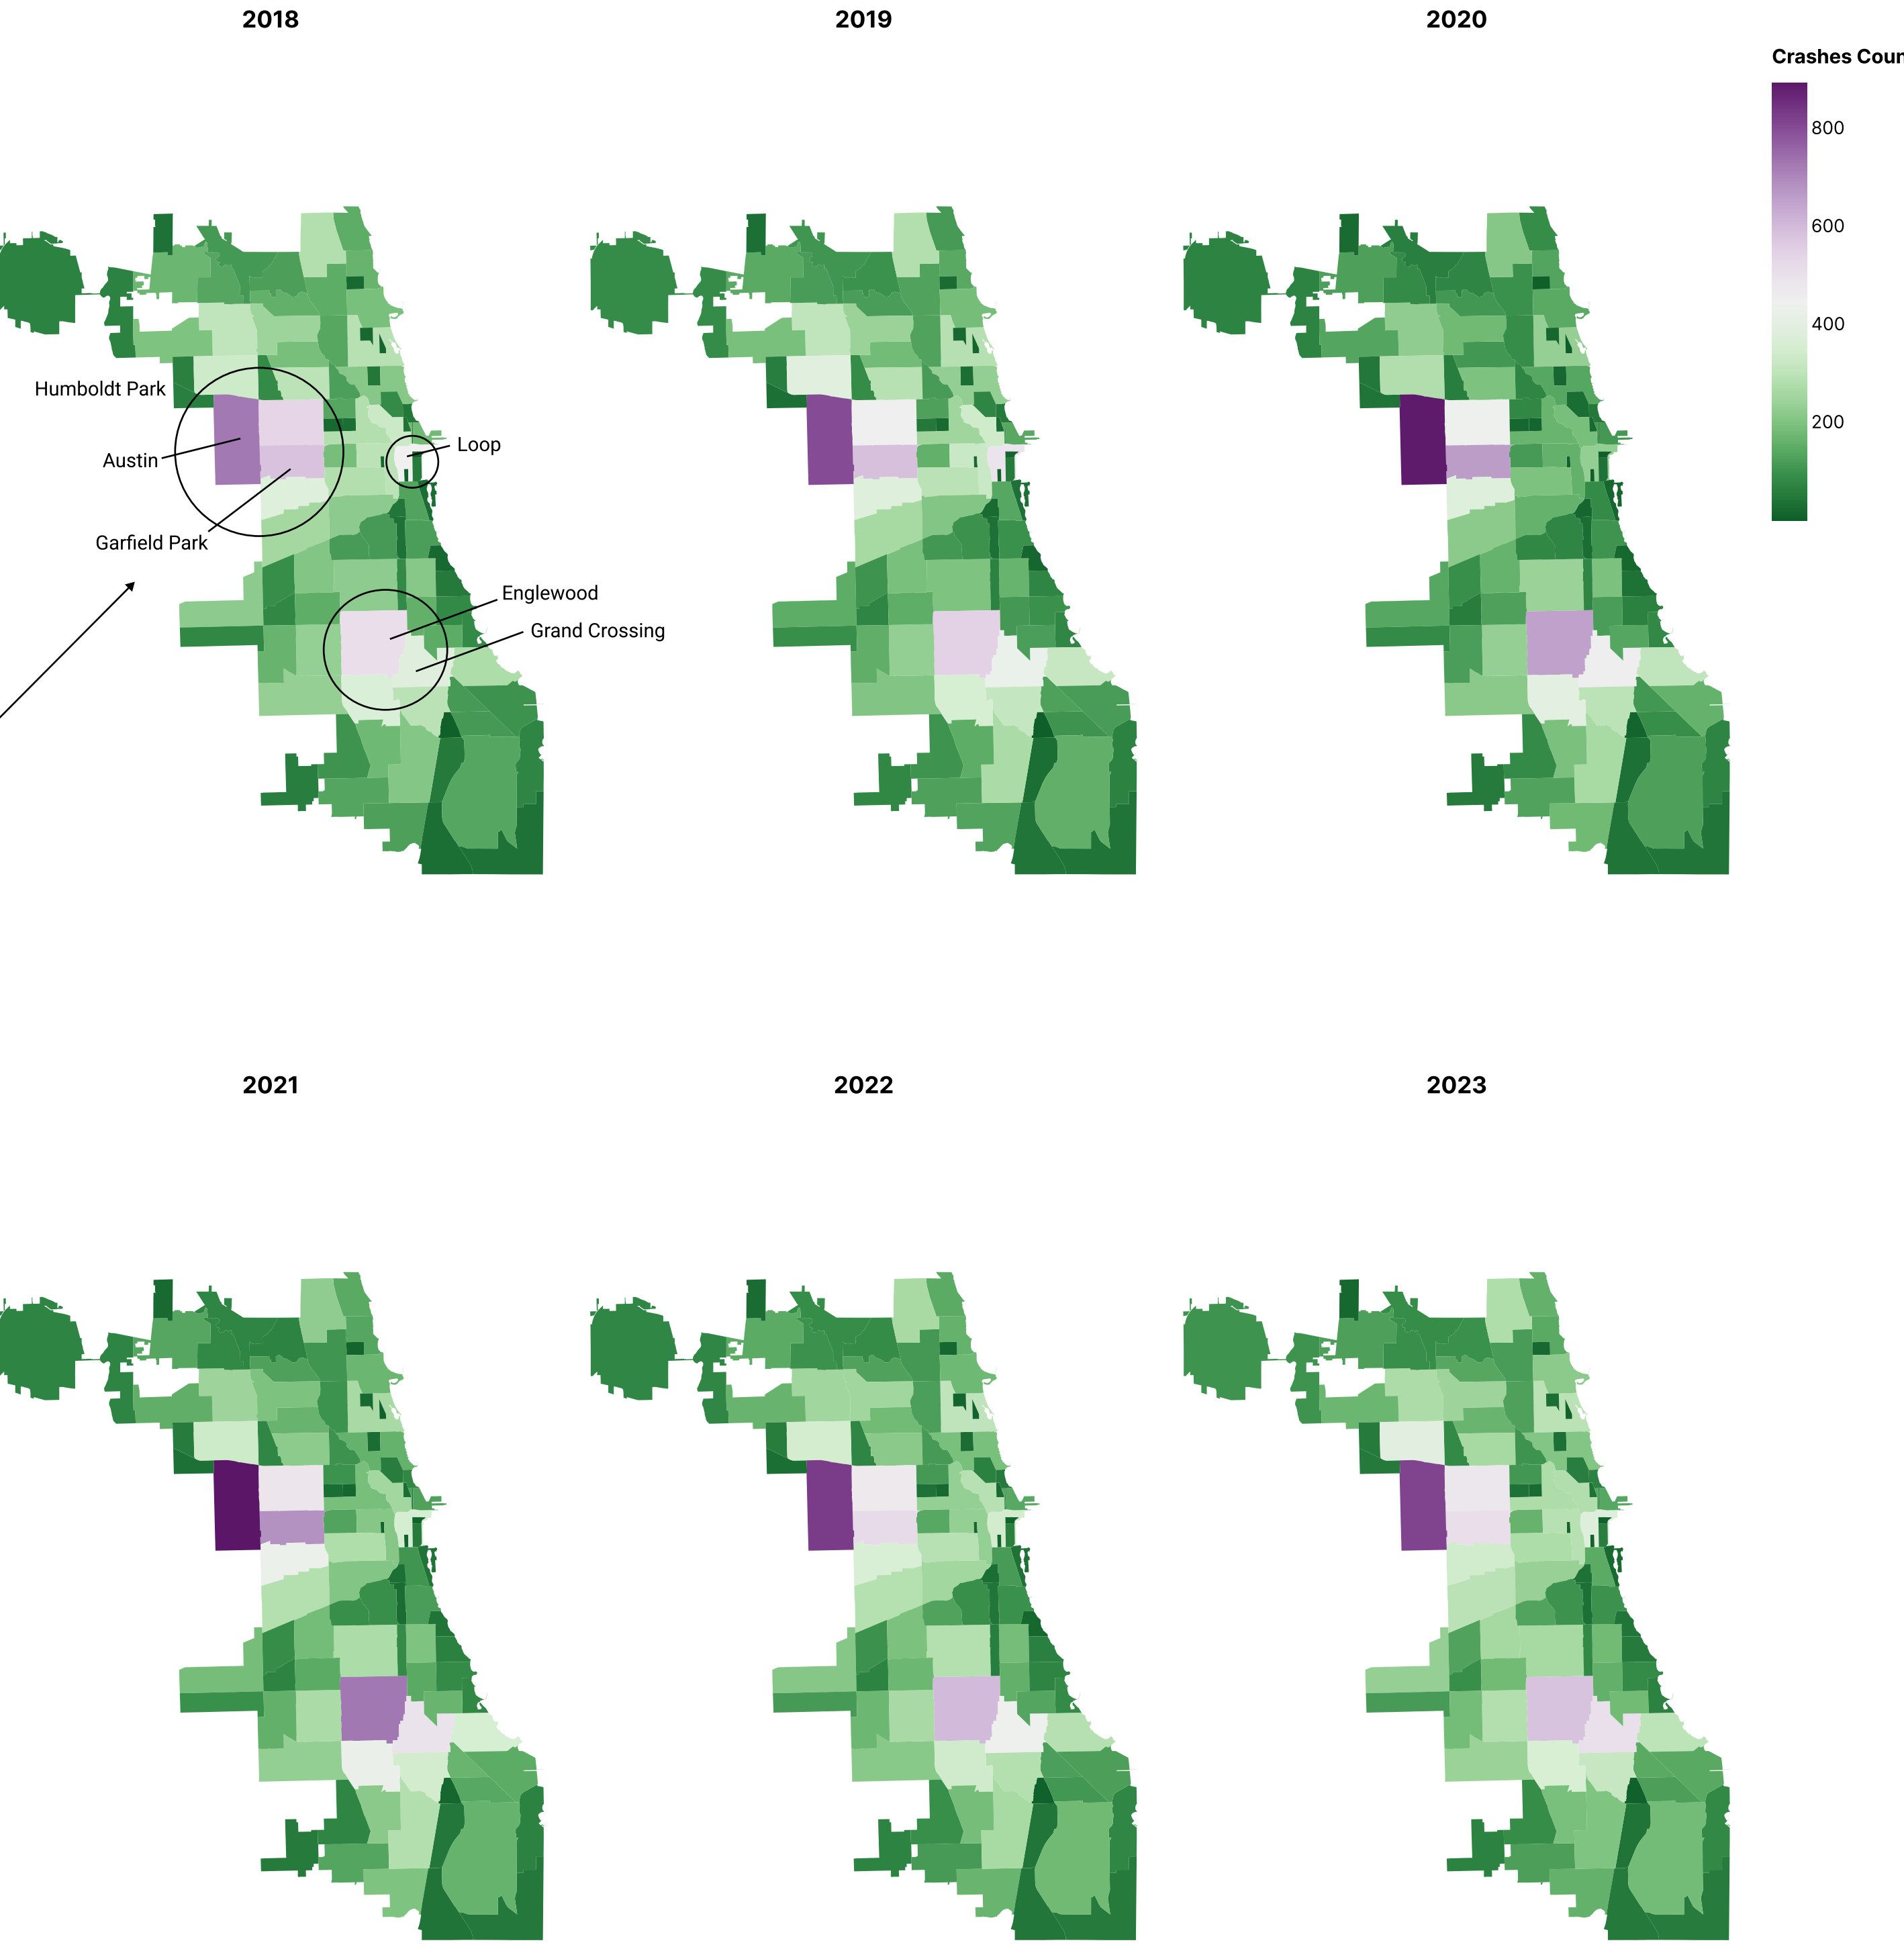 2018
2019
2020
Crashes Coun
800
600
400
200
Humboldt Park
Austin
Loop
Garfield Park
Englewood
Grand Crossing
2021
2022
2023